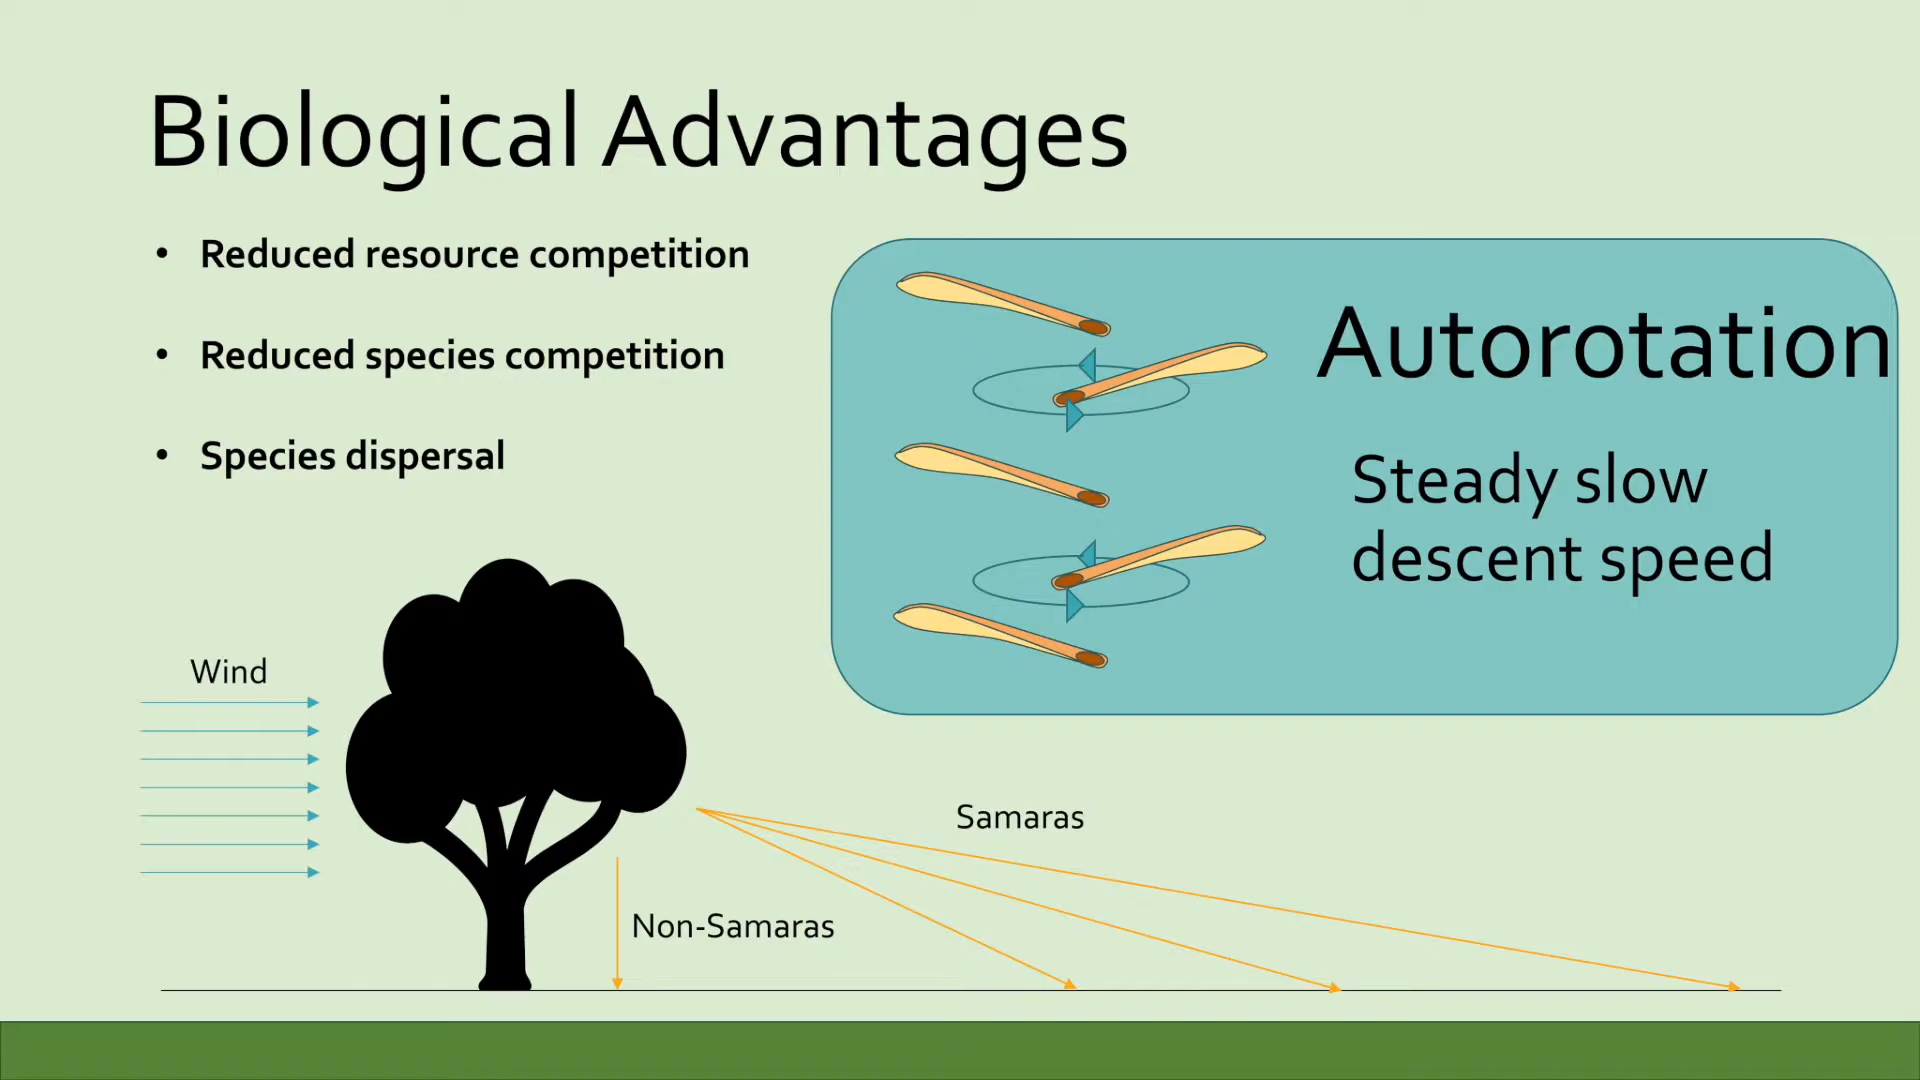 Biological Advantages
• Reduced resource competition
• Reduced species competition
• Species dispersal
Autorotation
Steady slow
descent speed
Wind
Samaras
Non-Samaras